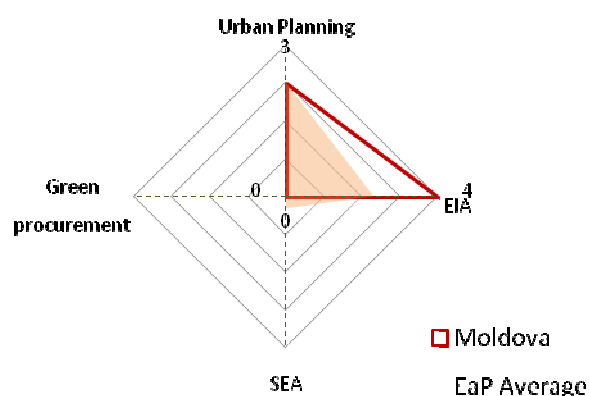 Urban Planning
3
Green
procurement
0
4
EIA
0
SEA
Moldova
EaP Average